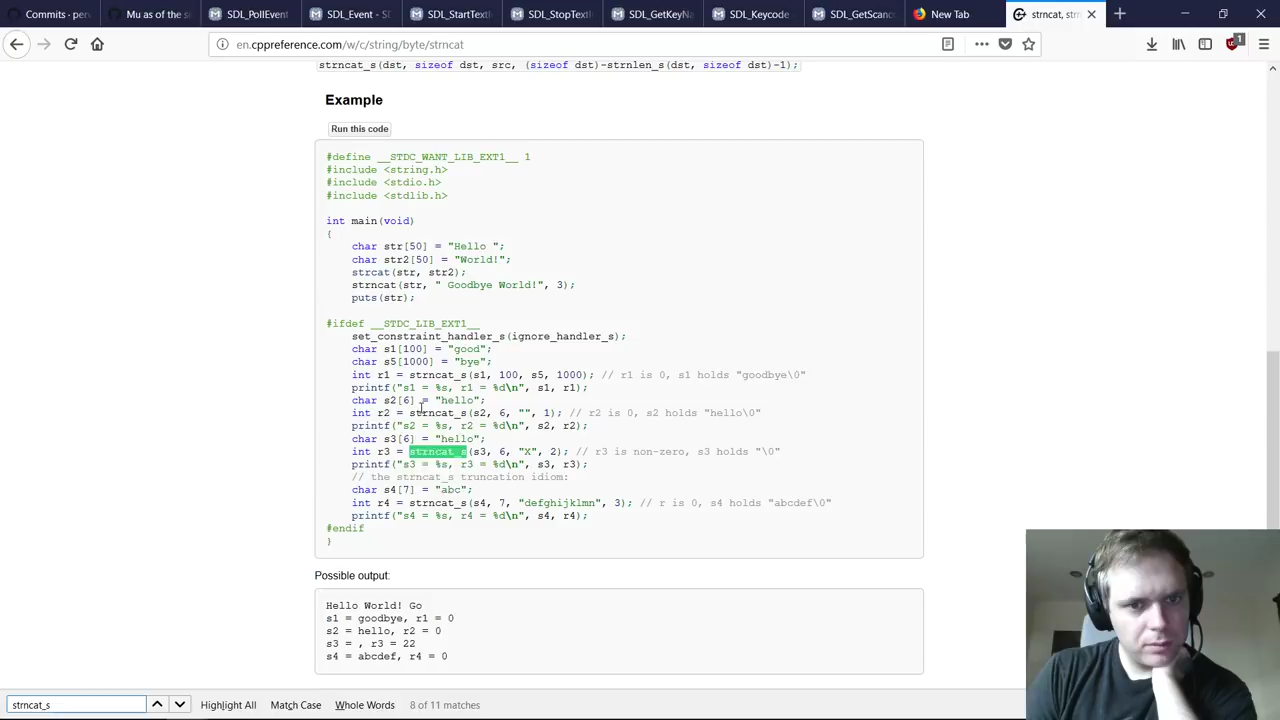 Commits · perv
Mu as of the se
SDL_PollEvent
SDL_Event
SDL_StartText
SDL_StopText
SDL_GetKeyNa
SDL_Keycode
SDL_GetScanc
New Tab
strncat, str
en.cppreference.com/w/c/string/byte/strncat
1
strncat_s(dst, sizeof dst, src, (sizeof dst)-strnlen_s(dst, sizeof dst)-1);
Example
Run this code
#define __STDC_WANT_LIB_EXT1__ 1
#include <string.h>
#include <stdio.h>
#include <stdlib.h>
int main(void)
{
char str[50] = "Hello ";
char str2[50] = "World!";
strcat(str, str2);
strncat(str, " Goodbye World!", 3);
puts(str);
#ifdef __STDC_LIB_EXT1__
set_constraint_handler_s(ignore_handler_s);
char s1[100] = "good";
char s5[1000] = "bye";
int r1 = strncat_s(s1, 100, s5, 1000); // r1 is 0, s1 holds "goodbye\0"
printf("s1 = %s, r1 = %d\n", s1, r1);
char s2[6] = "hello";
int r2 = strncat_s(s2, 6, "", 1); // r2 is 0, s2 holds "hello\0"
printf("s2 = %s, r2 = %d\n", s2, r2);
char s3[6] = "hello";
int r3 = strncat_s(s3, 6, "X", 2); // r3 is non-zero, s3 holds "\0"
printf("s3 = %s, r3 = %d\n", s3, r3);
// the strncat_s truncation idiom:
char s4[7] = "abc";
int r4 = strncat_s(s4, 7, "defghijklmn", 3); // r is 0, s4 holds "abcdef\0"
printf("s4 = %s, r4 = %d\n", s4, r4);
#endif
}
Possible output:
Hello World! Go
s1 = goodbye, r1 = 0
s2 = hello, r2 = 0
s3 = , r3 = 22
s4 = abcdef, r4 = 0
strncat_s
Highlight All
Match Case
Whole Words
8 of 11 matches